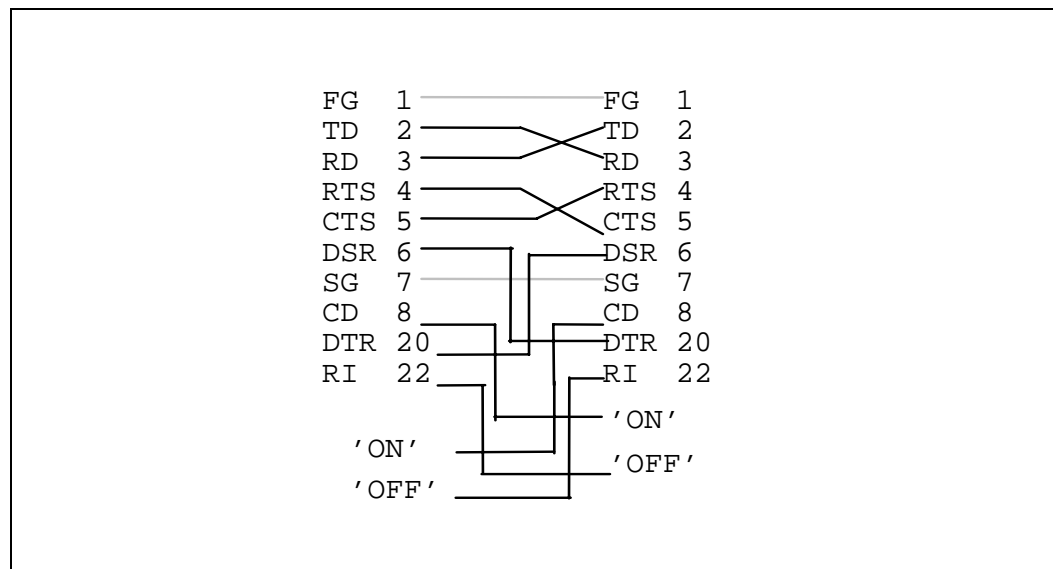 FG 1 FG 1
TD 2 TD 2
RD 3 RD 3
RTS 4 RTS 4
CTS 5 CTS 5
DSR 6 DSR 6
SG 7 SG 7
CD 8 CD 8
DTR 20 DTR 20
RI 22 RI 22
'ON'
'ON'
'OFF'
'OFF'